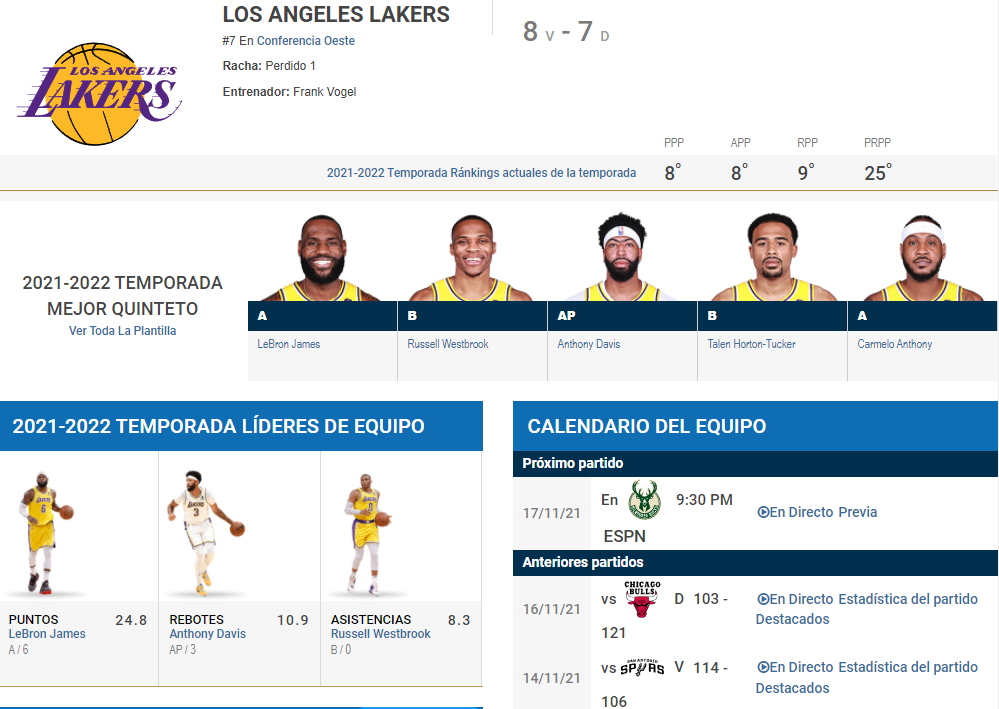 LOS ANGELES LAKERS
8 V - 7 D
#7 En Conferencia Oeste
Racha: Perdido 1
Entrenador: Frank Vogel
LOS ANGELES
LAKERS
PPP APP RPP PRPP
2021-2022 Temporada Ránkings actuales de la temporada 8° 8° 9° 25°
2021-2022 TEMPORADA
MEJOR QUINTETO
Ver Toda La Plantilla
A B AP B A
LeBron James Russell Westbrook Anthony Davis Talen Horton-Tucker Carmelo Anthony
2021-2022 TEMPORADA LÍDERES DE EQUIPO
PUNTOS 24.8
LeBron James
A / 6
REBOTES 10.9
Anthony Davis
AP / 3
ASISTENCIAS 8.3
Russell Westbrook
B / 0
CALENDARIO DEL EQUIPO
Próximo partido
17/11/21 En 9:30 PM En Directo Previa
ESPN
Anteriores partidos
CHICAGO
BULLS
16/11/21 vs D 103 - En Directo Estadística del partido
121 Destacados
SAN ANTONIO
SPURS
14/11/21 vs V 114 - En Directo Estadística del partido
106 Destacados